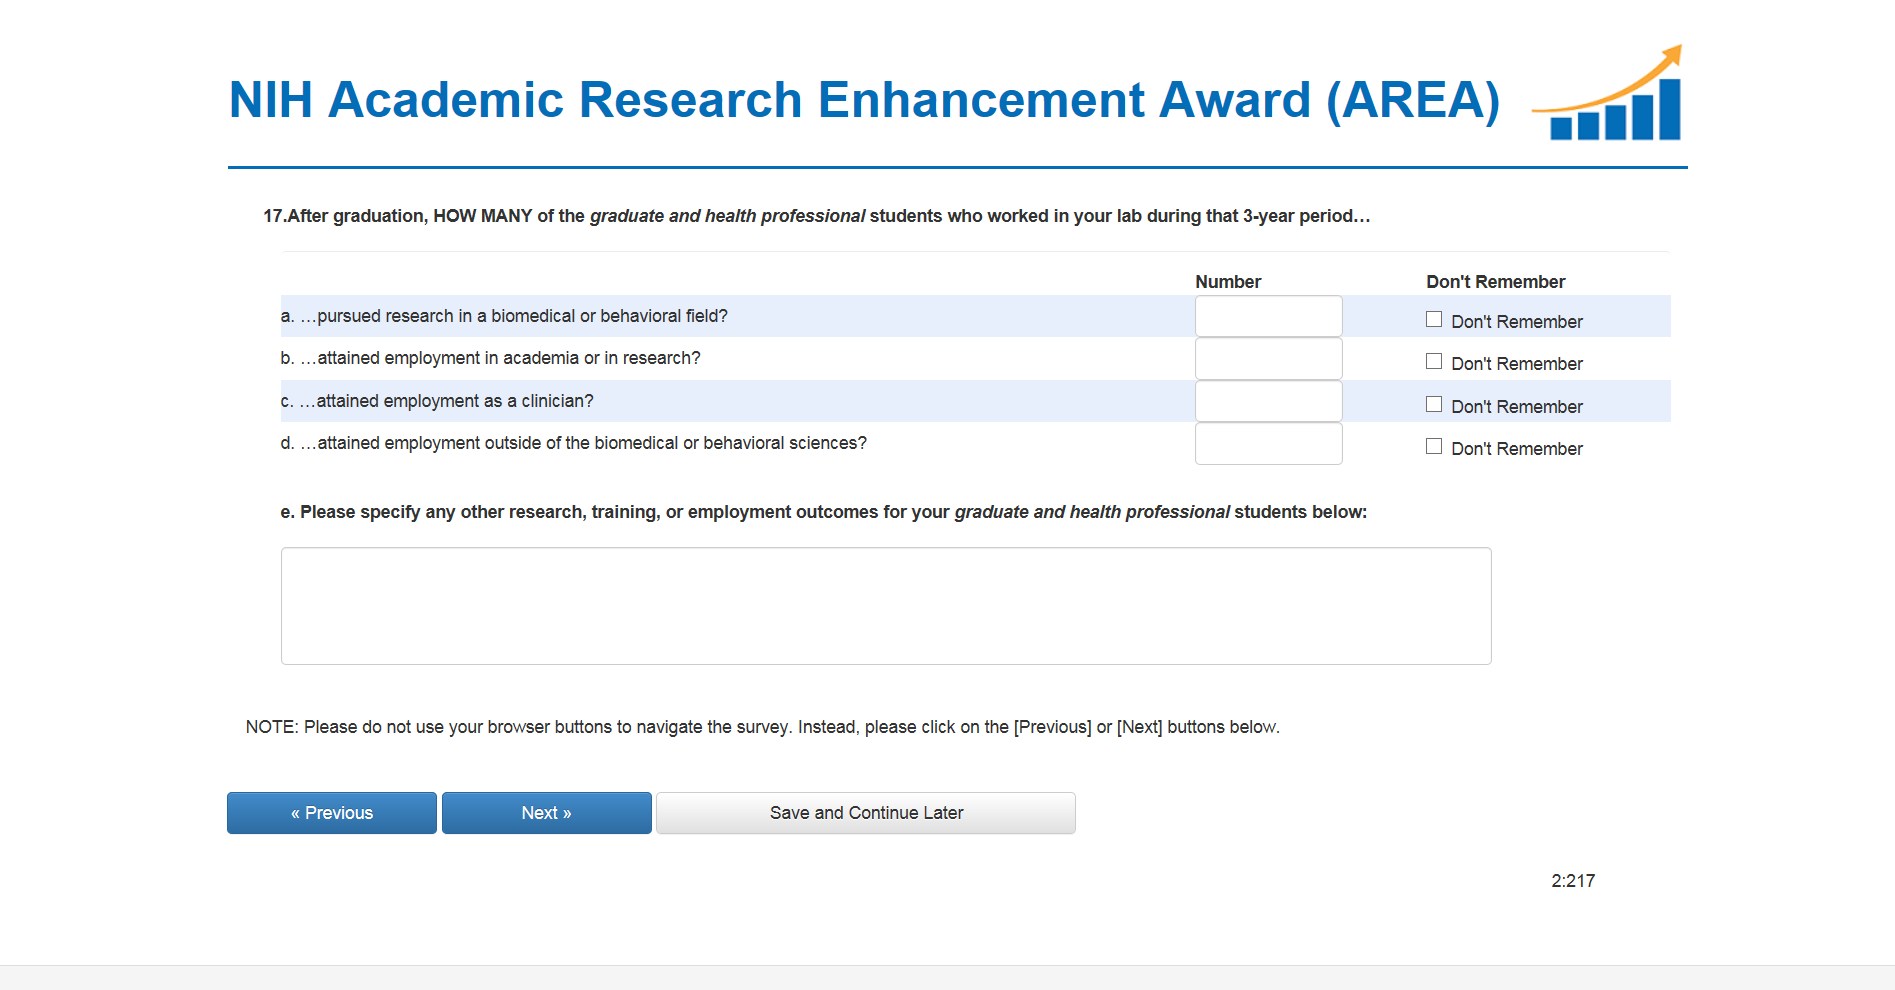 NIH Academic Research Enhancement Award (AREA)
17.After graduation, HOW MANY of the graduate and health professional students who worked in your lab during that 3-year period…
Number Don't Remember
a. …pursued research in a biomedical or behavioral field? Don't Remember
b. …attained employment in academia or in research? Don't Remember
c. …attained employment as a clinician? Don't Remember
d. …attained employment outside of the biomedical or behavioral sciences? Don't Remember
e. Please specify any other research, training, or employment outcomes for your graduate and health professional students below:
NOTE: Please do not use your browser buttons to navigate the survey. Instead, please click on the [Previous] or [Next] buttons below.
« Previous Next » Save and Continue Later
2:217